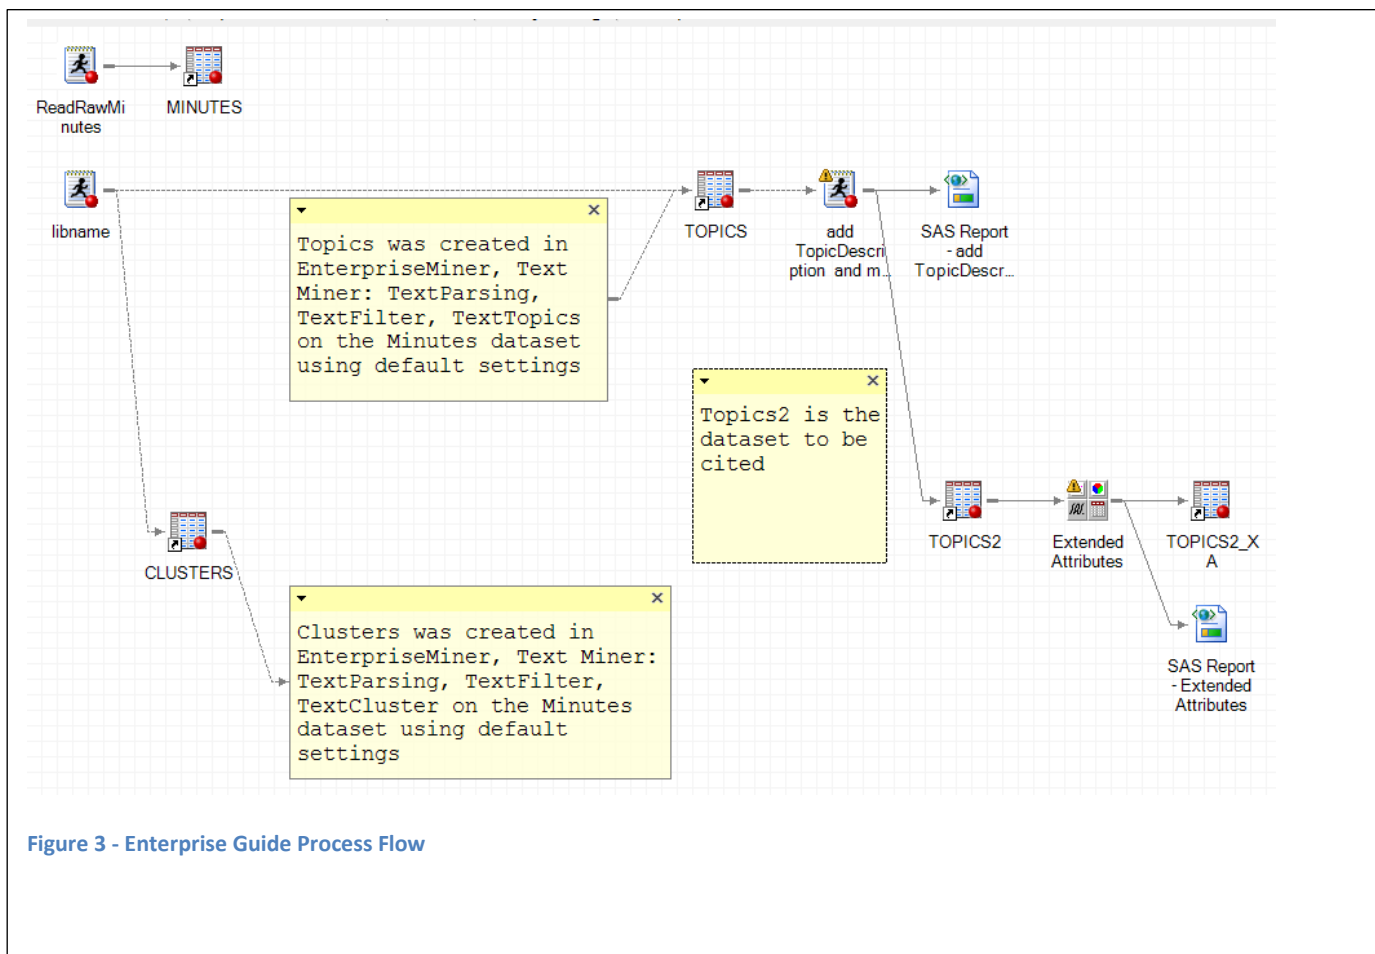 ReadRawMi
nutes
MINUTES
libname
Topics was created in
EnterpriseMiner, Text
Miner: TextParsing,
TextFilter, TextTopics
on the Minutes dataset
using default settings
TOPICS
add
TopicDescri
ption and m...
SAS Report
- add
TopicDescr...
Topics2 is the
dataset to be
cited
CLUSTERS
Clusters was created in
EnterpriseMiner, Text Miner:
TextParsing, TextFilter,
TextCluster on the Minutes
dataset using default
settings
TOPICS2
Extended
Attributes
TOPICS2_X
A
SAS Report
- Extended
Attributes
Figure 3 - Enterprise Guide Process Flow